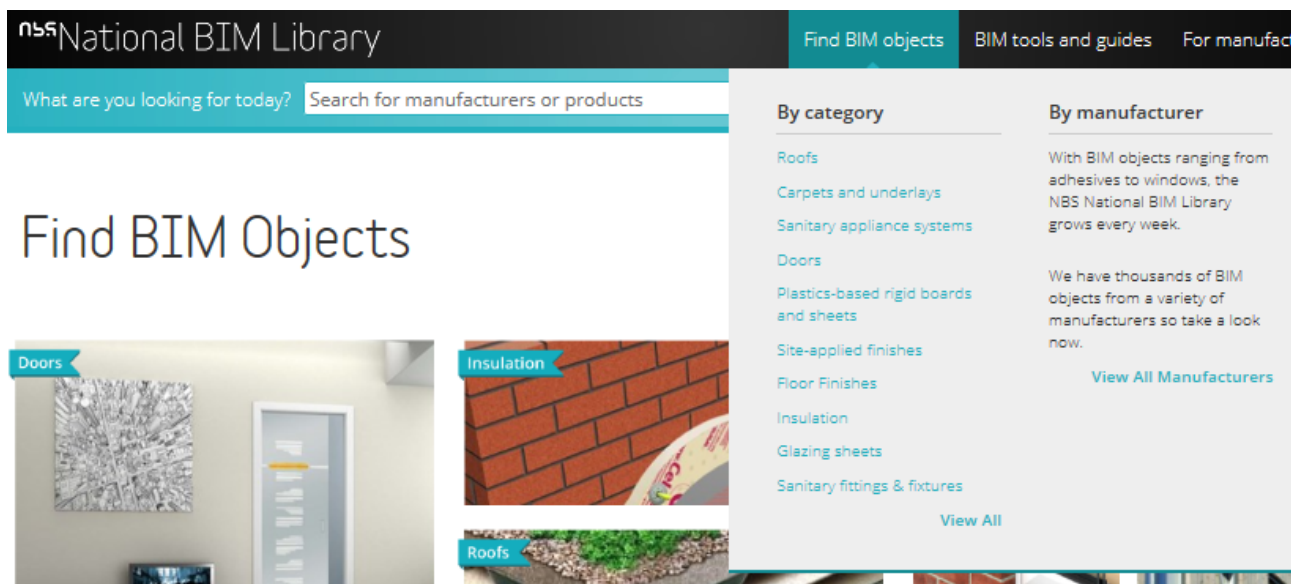 nbs National BIM Library
Find BIM objects
BIM tools and guides
For manufact
What are you looking for today?
Search for manufacturers or products
By category
Roofs
Carpets and underlays
Sanitary appliance systems
Doors
Plastics-based rigid boards
and sheets
Site-applied finishes
Floor Finishes
Insulation
Glazing sheets
Sanitary fittings & fixtures
View All
By manufacturer
With BIM objects ranging from
adhesives to windows, the
NBS National BIM Library
grows every week.
We have thousands of BIM
objects from a variety of
manufacturers so take a look
now.
View All Manufacturers
Find BIM Objects
Doors
Insulation
Roofs